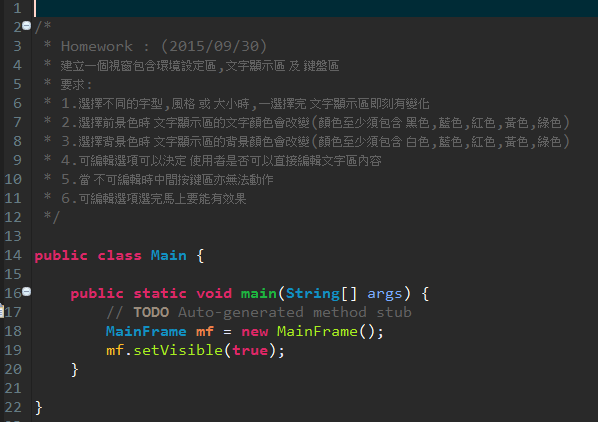 1
2 /*
3  * Homework : (2015/09/30)
4  * 建立一個視窗包含環境設定區,文字顯示區 及 鍵盤區
5  * 要求:
6  * 1.選擇不同的字型,風格 或 大小時,一選擇完 文字顯示區即刻有變化
7  * 2.選擇前景色時 文字顯示區的文字顏色會改變(顏色至少須包含 黑色,藍色,紅色,黃色,綠色)
8  * 3.選擇背景色時 文字顯示區的背景顏色會改變(顏色至少須包含 白色,藍色,紅色,黃色,綠色)
9  * 4.可編輯選項可以決定 使用者是否可以直接編輯文字區內容
10  * 5.當 不可編輯時中間按鍵區亦無法動作
11  * 6.可編輯選項選完馬上要能有效果
12  */
13
14 public class Main {
15
16     public static void main(String[] args) {
17         // TODO Auto-generated method stub
18         MainFrame mf = new MainFrame();
19         mf.setVisible(true);
20     }
21
22 }